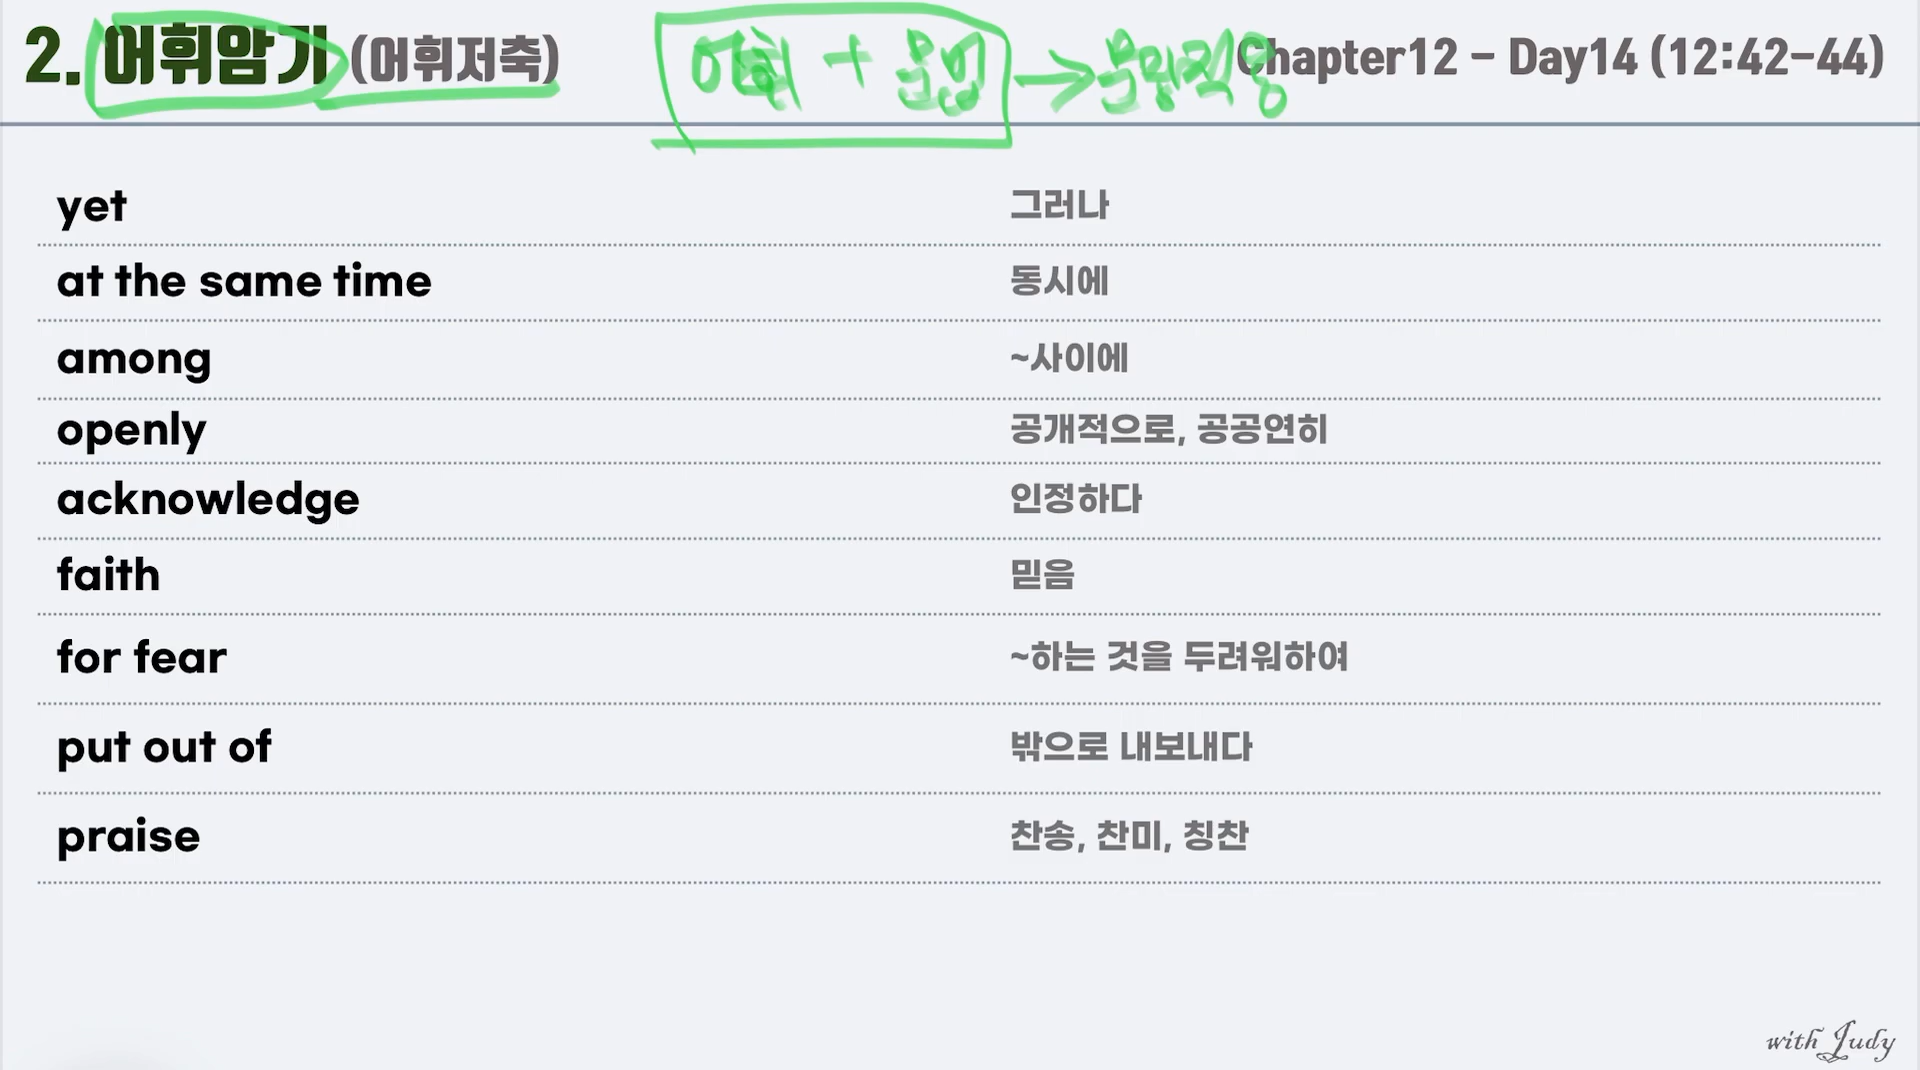 2. 어휘암기 (어휘저축)
어휘 + 문법 →
Chapter12 - Day14 (12:42-44)
yet 그러나
at the same time 동시에
among ~사이에
openly 공개적으로, 공공연히
acknowledge 인정하다
faith 믿음
for fear ~하는 것을 두려워하여
put out of 밖으로 내보내다
praise 찬송, 찬미, 칭찬
with Judy